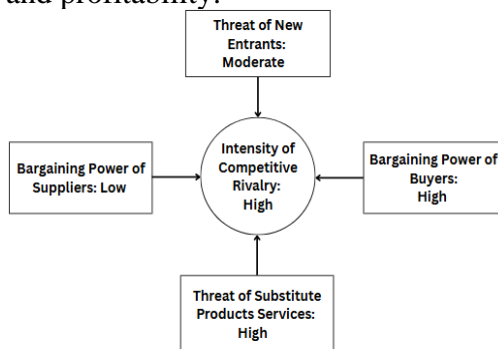 and profitability.
Threat of New
Entrants:
Moderate
Bargaining Power of
Suppliers: Low
Intensity of
Competitive
Rivalry:
High
Bargaining Power of
Buyers:
High
Threat of Substitute
Products Services:
High